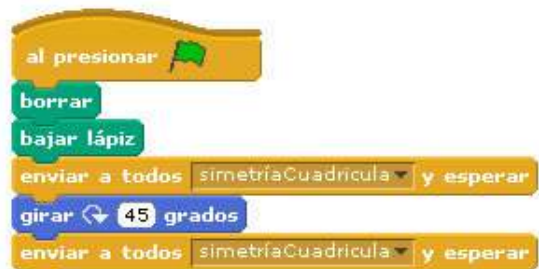 al presionar
borrar
bajar lápiz
enviar a todos simetríaCuadricula y esperar
girar 45 grados
enviar a todos simetríaCuadricula y esperar